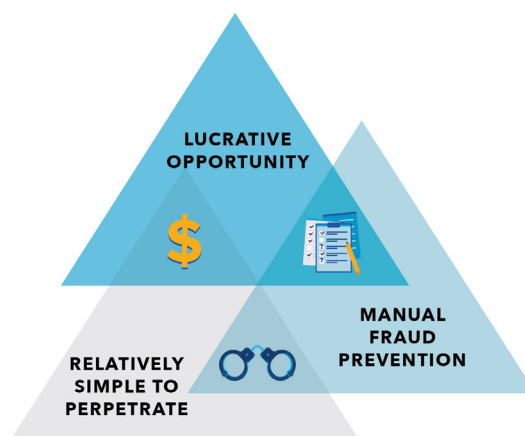 LUCRATIVE
OPPORTUNITY
$
MANUAL
FRAUD
PREVENTION
RELATIVELY
SIMPLE TO
PERPETRATE